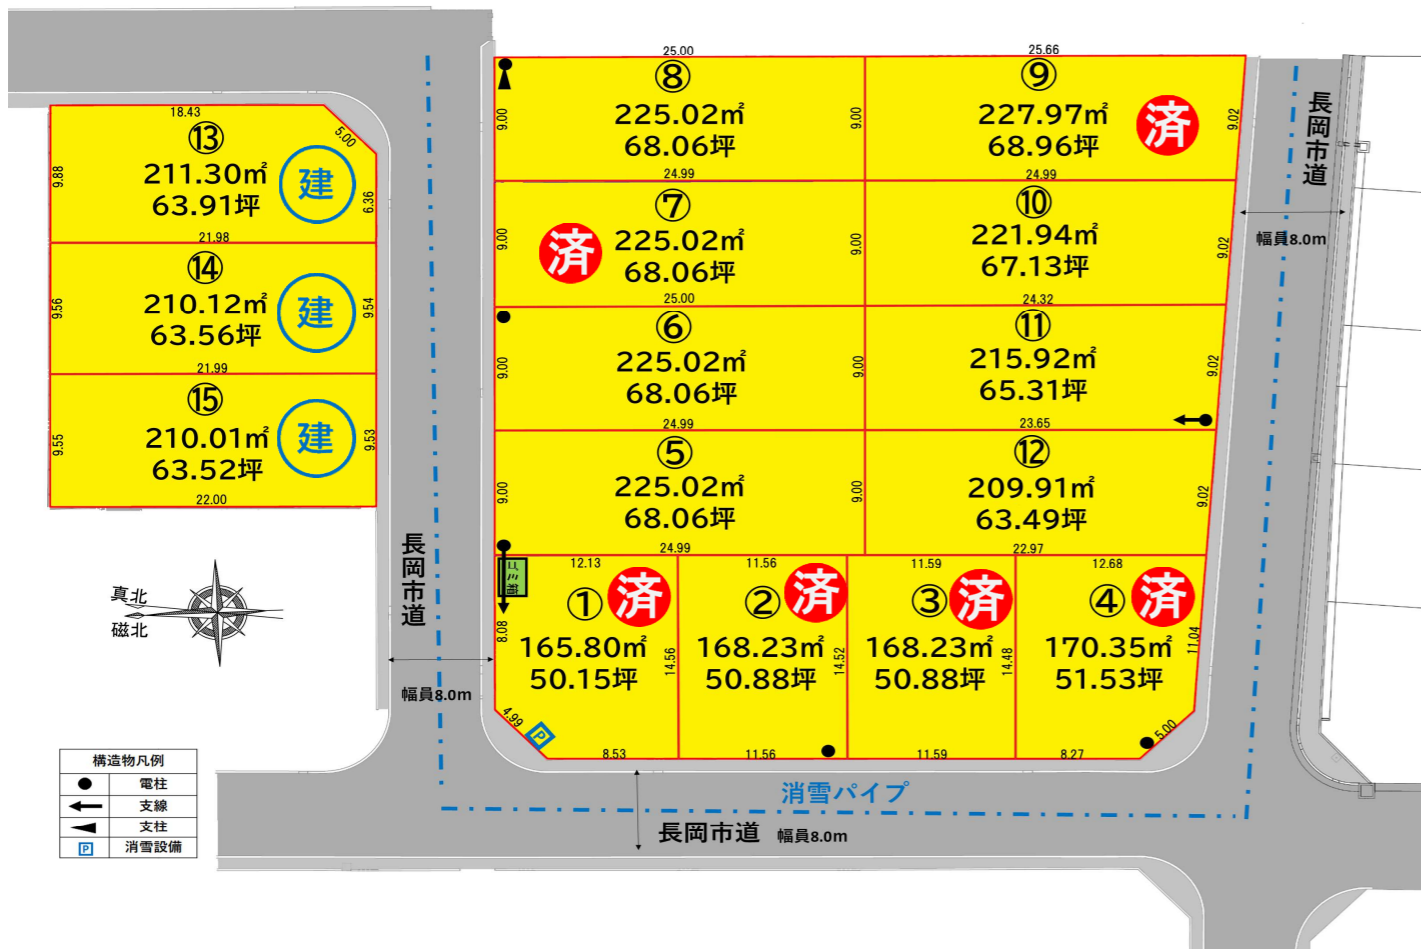 25.00
⑧
225.02㎡
68.06坪
9.00
9.00
24.99
25.66
⑨
227.97㎡
68.96坪
済
9.02
24.99
長岡市道
幅員8.0m
18.43
5.00
⑬
211.30㎡
63.91坪
建
9.88
6.36
21.98
⑭
210.12㎡
63.56坪
建
9.56
9.54
21.99
⑮
210.01㎡
63.52坪
建
9.55
9.53
22.00
⑦
済
225.02㎡
68.06坪
9.00
9.00
25.00
⑩
221.94㎡
67.13坪
9.02
24.32
⑥
225.02㎡
68.06坪
9.00
9.00
24.99
⑪
215.92㎡
65.31坪
9.02
23.65
⑤
225.02㎡
68.06坪
9.00
9.00
24.99
⑫
209.91㎡
63.49坪
9.02
22.97
長岡市道
幅員8.0m
真北
磁北
ゴミ箱
12.13
①
済
165.80㎡
50.15坪
8.08
14.56
4.99
P
8.53
11.56
②
済
168.23㎡
50.88坪
14.52
11.56
11.59
③
済
168.23㎡
50.88坪
14.48
11.59
12.68
④
済
170.35㎡
51.53坪
11.04
5.00
8.27
消雪パイプ
長岡市道 幅員8.0m
構造物凡例
電柱
支線
支柱
P 消雪設備